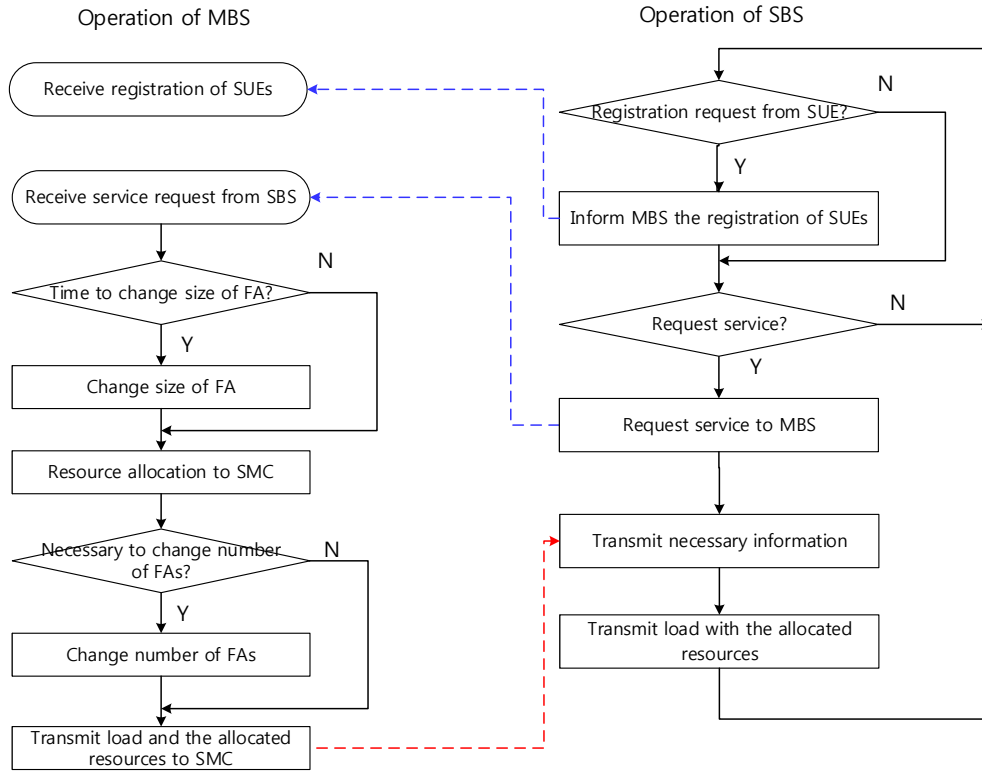 Operation of MBS
Receive registration of SUEs
Receive service request from SBS
N
Time to change size of FA?
Y
Change size of FA
Resource allocation to SMC
Necessary to change number
of FAs?
N
Y
Change number of FAs
Transmit load and the allocated
resources to SMC
Operation of SBS
N
Registration request from SUE?
Y
Inform MBS the registration of SUEs
N
Request service?
Y
Request service to MBS
Transmit necessary information
Transmit load with the allocated
resources